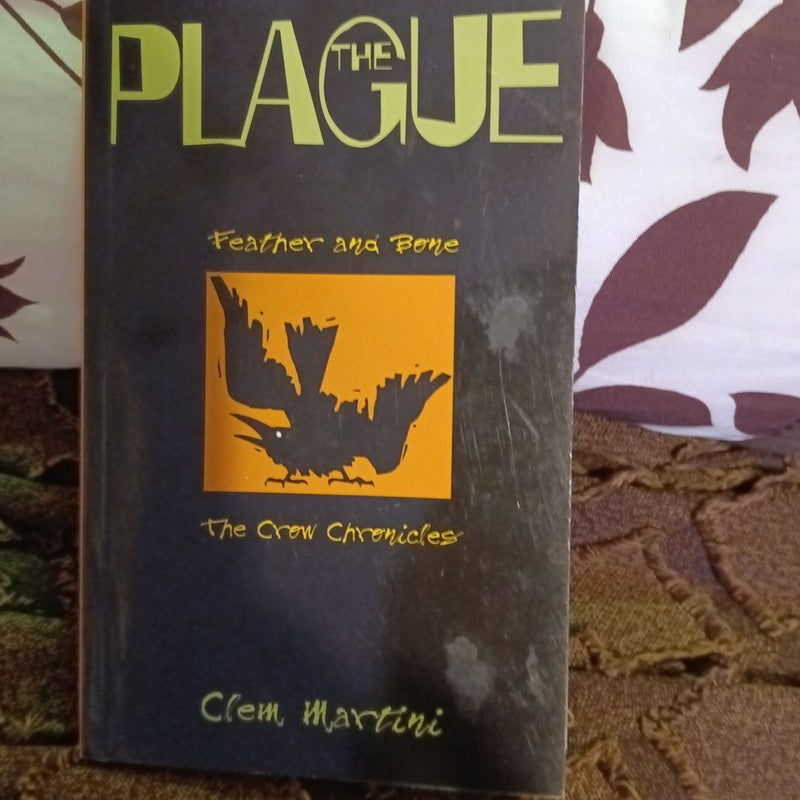 THE
PLAGUE
Feather and Bone
The Crow Chronicles
Clem Martini